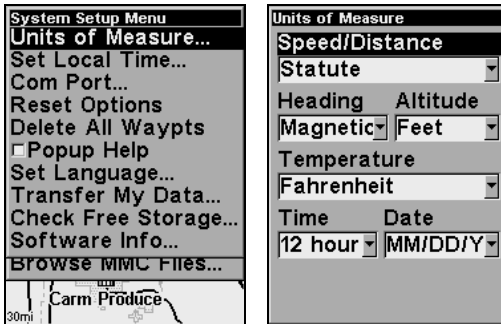 System Setup Menu
Units of Measure...
Set Local Time...
Com Port...
Reset Options
Delete All Waypts
Popup Help
Set Language...
Transfer My Data...
Check Free Storage...
Software Info...
Browse MMC Files...
Carm Produce
30mi
Units of Measure
Speed/Distance
Statute
Heading Altitude
Magnetic Feet
Temperature
Fahrenheit
Time Date
12 hour MM/DD/Y